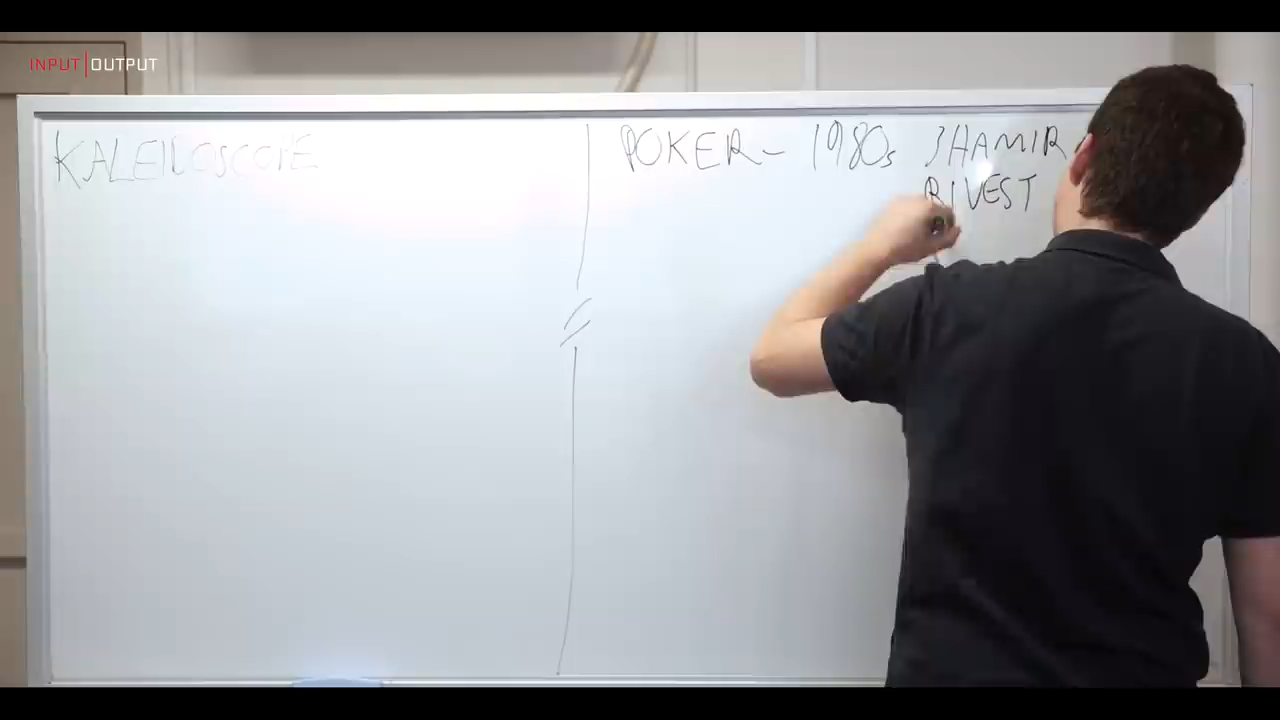 INPUT|OUTPUT
KALEIDOSCOPE
POKER - 1980s SHAMIR
RIVEST